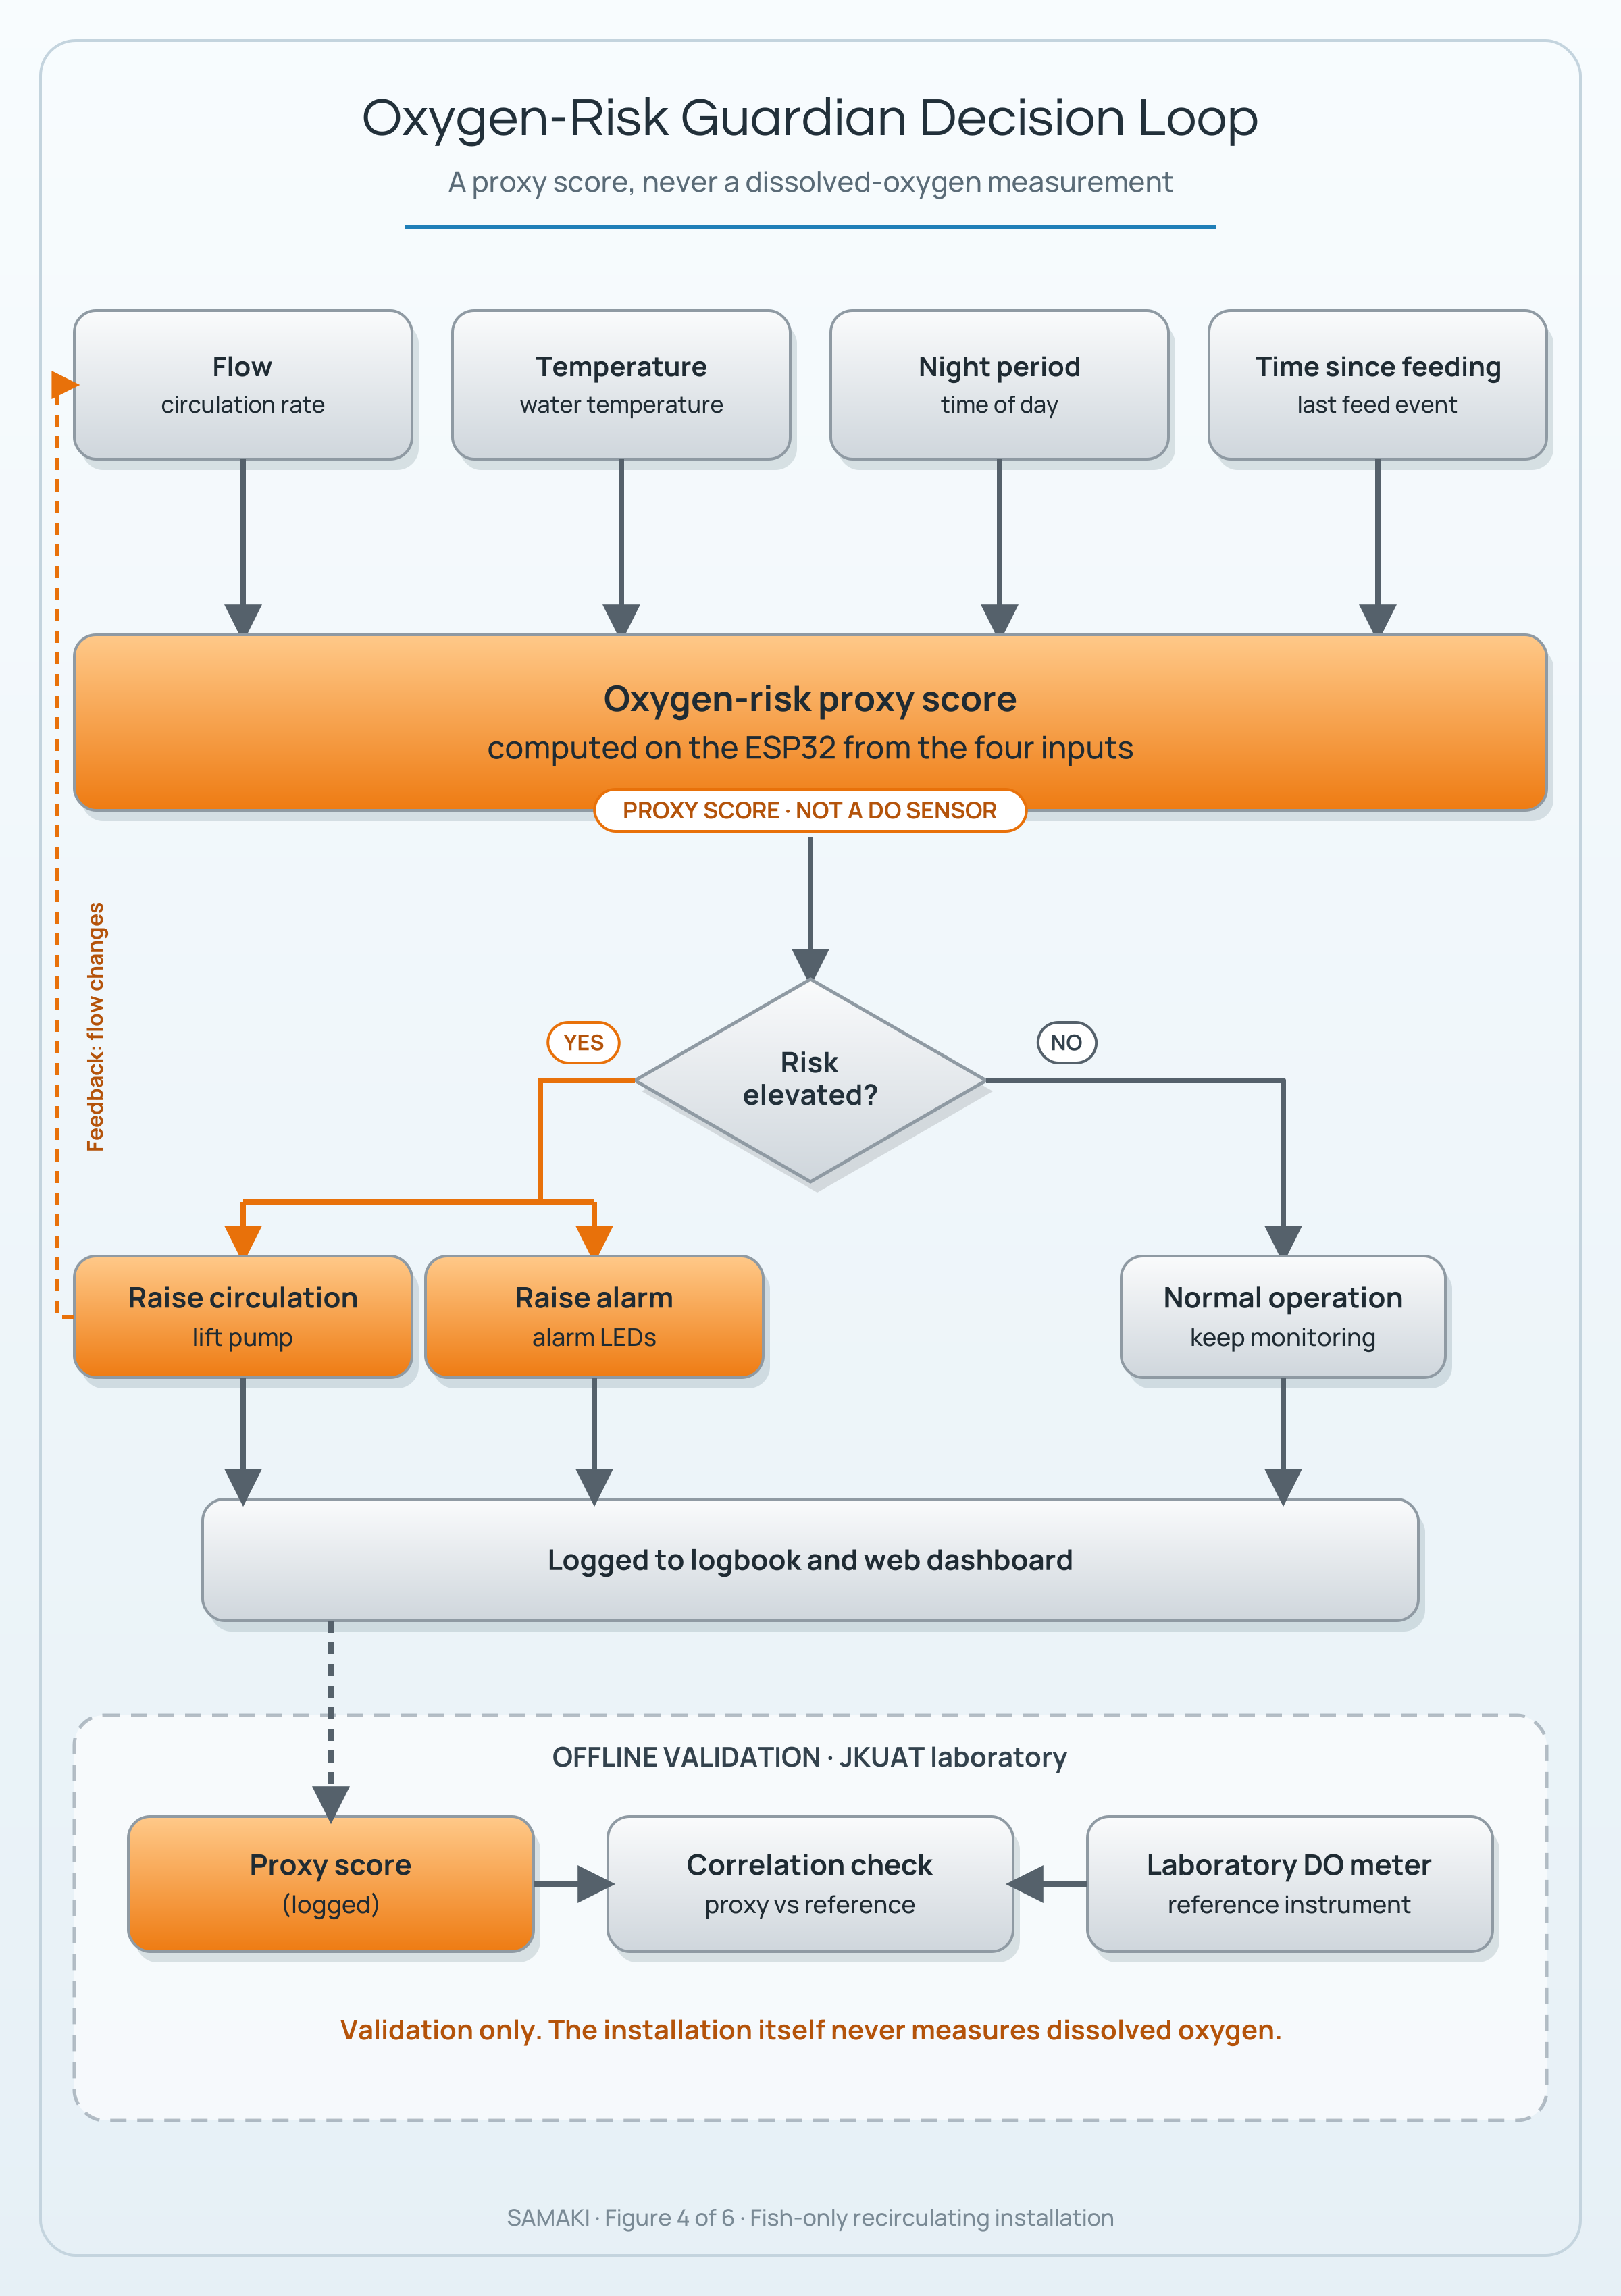 Oxygen-Risk Guardian Decision Loop
A proxy score, never a dissolved-oxygen measurement
Flow
circulation rate
Temperature
water temperature
Night period
time of day
Time since feeding
last feed event
Oxygen-risk proxy score
computed on the ESP32 from the four inputs
PROXY SCORE · NOT A DO SENSOR
Feedback: flow changes
YES
Risk
elevated?
NO
Raise circulation
lift pump
Raise alarm
alarm LEDs
Normal operation
keep monitoring
Logged to logbook and web dashboard
OFFLINE VALIDATION · JKUAT laboratory
Proxy score
(logged)
Correlation check
proxy vs reference
Laboratory DO meter
reference instrument
Validation only. The installation itself never measures dissolved oxygen.
SAMAKI · Figure 4 of 6 · Fish-only recirculating installation